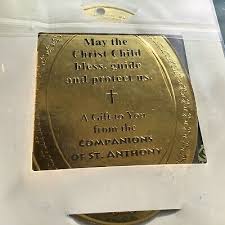 May the
Christ Child
bless, guide
and protect us.
A Gift to You
from the
COMPANIONS
OF ST. ANTHONY